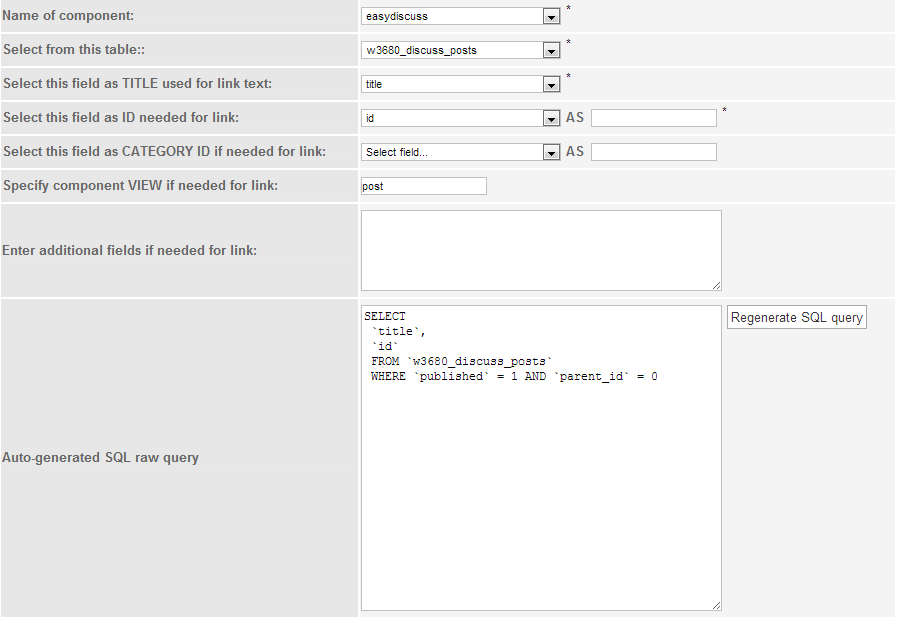 Name of component: easydiscuss *
Select from this table:: w3680_discuss_posts *
Select this field as TITLE used for link text: title *
Select this field as ID needed for link: id AS *
Select this field as CATEGORY ID if needed for link: Select field... AS
Specify component VIEW if needed for link: post
Enter additional fields if needed for link:
SELECT
`title`,
`id`
FROM `w3680_discuss_posts`
WHERE `published` = 1 AND `parent_id` = 0
Regenerate SQL query
Auto-generated SQL raw query